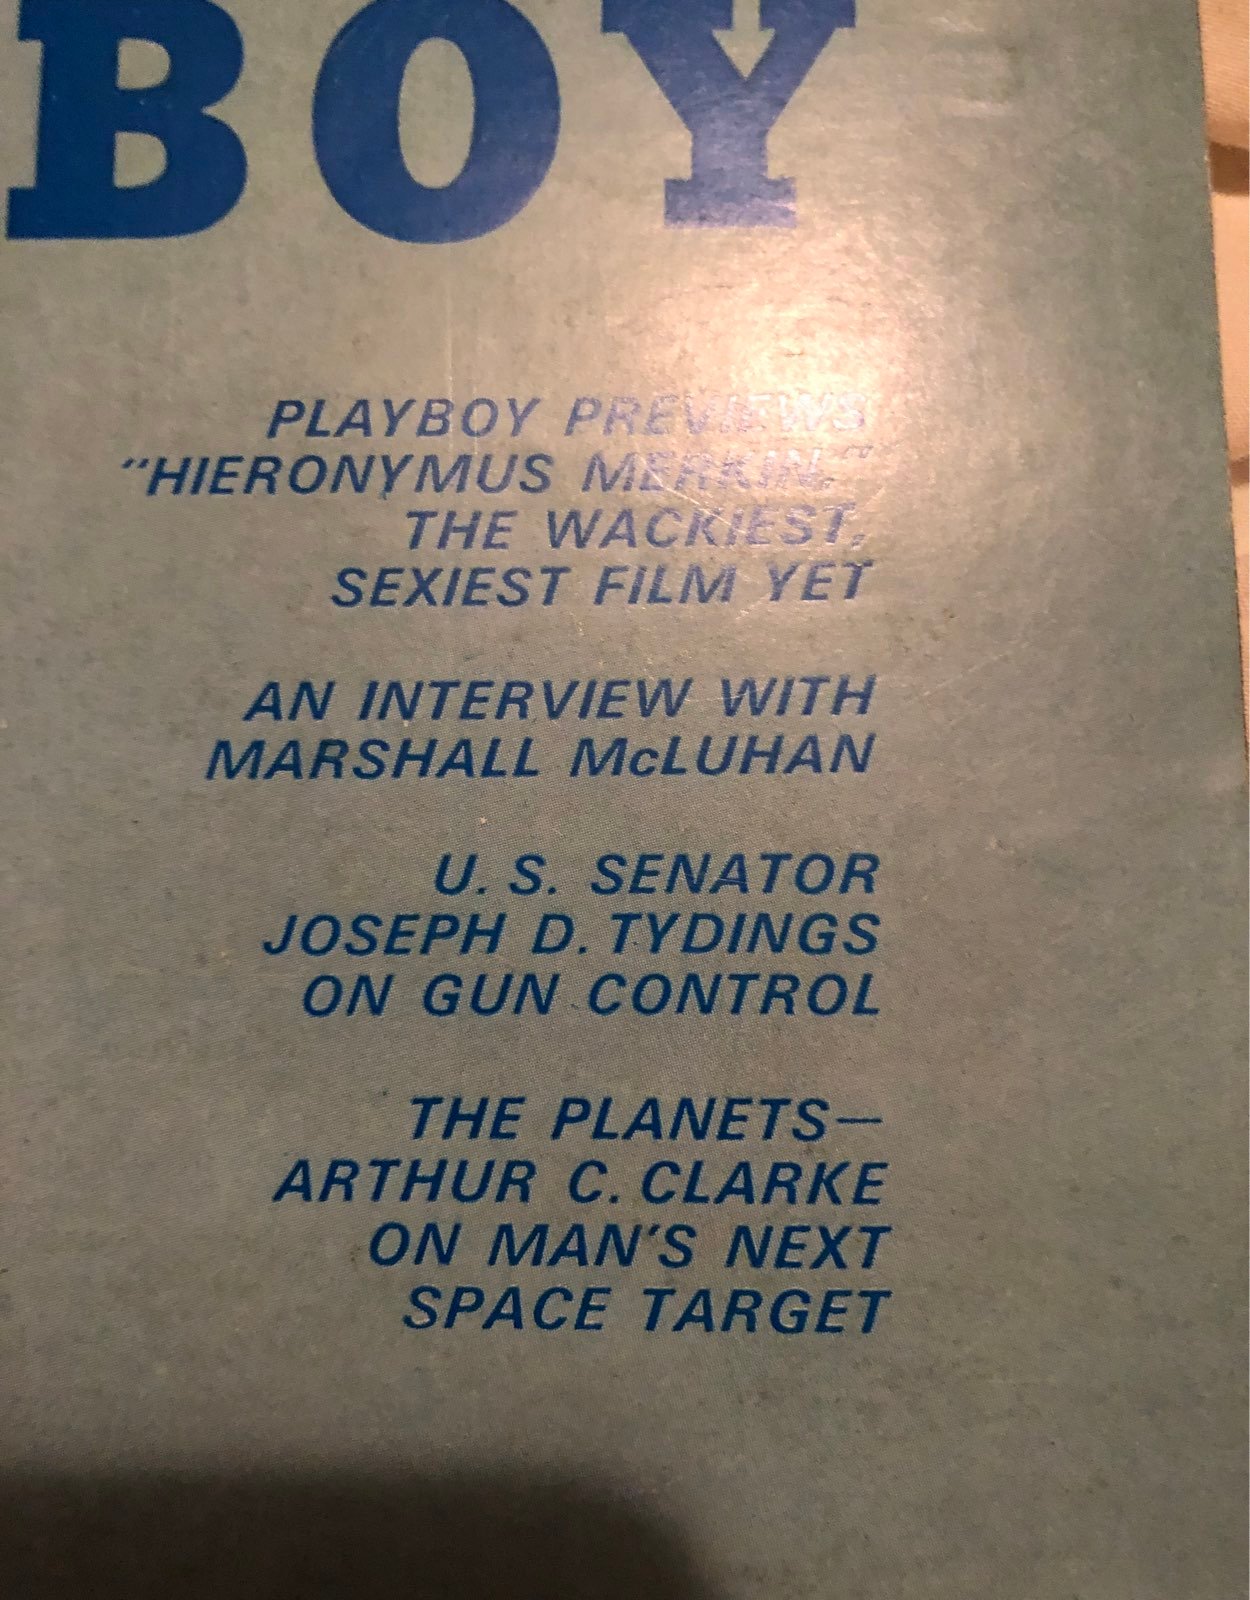 BOY
PLAYBOY PREVIEWS
"HIERONYMUS MERKIN,"
THE WACKIEST,
SEXIEST FILM YET
AN INTERVIEW WITH
MARSHALL McLUHAN
U. S. SENATOR
JOSEPH D. TYDINGS
ON GUN CONTROL
THE PLANETS—
ARTHUR C. CLARKE
ON MAN'S NEXT
SPACE TARGET